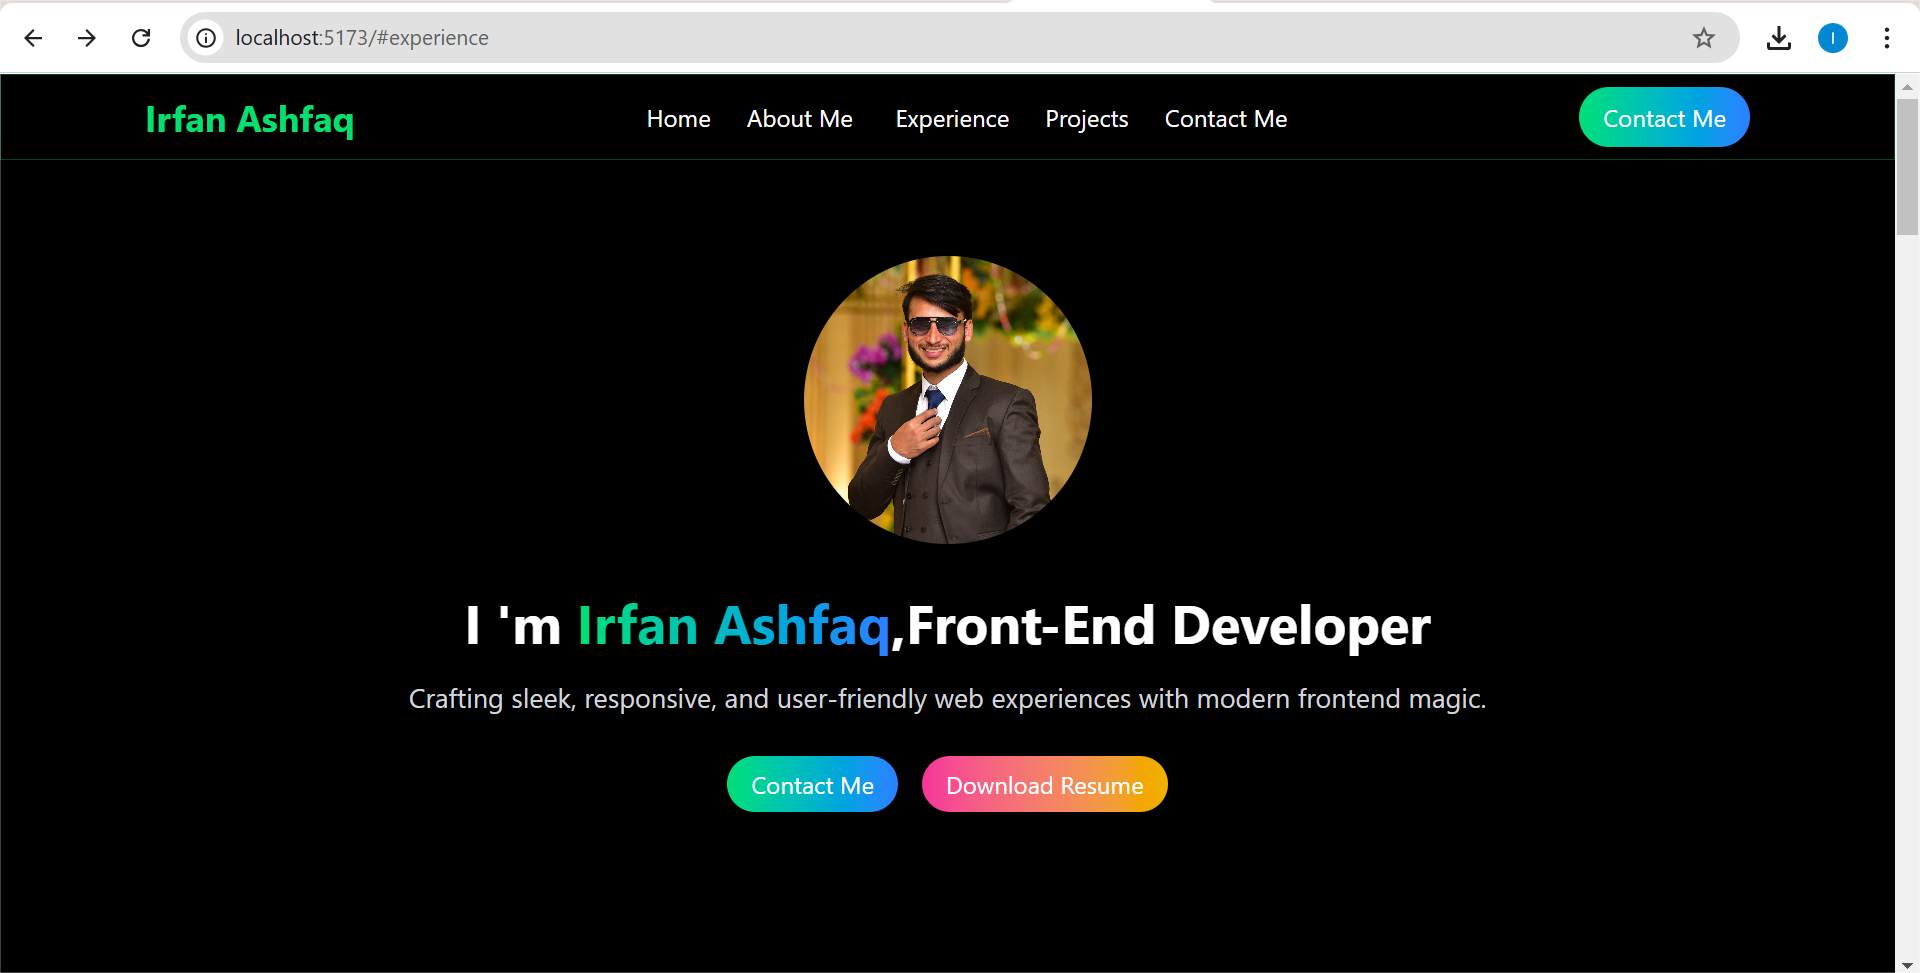 localhost:5173/#experience
I
Irfan Ashfaq
Home About Me Experience Projects Contact Me
Contact Me
I 'm Irfan Ashfaq,Front-End Developer
Crafting sleek, responsive, and user-friendly web experiences with modern frontend magic.
Contact Me
Download Resume